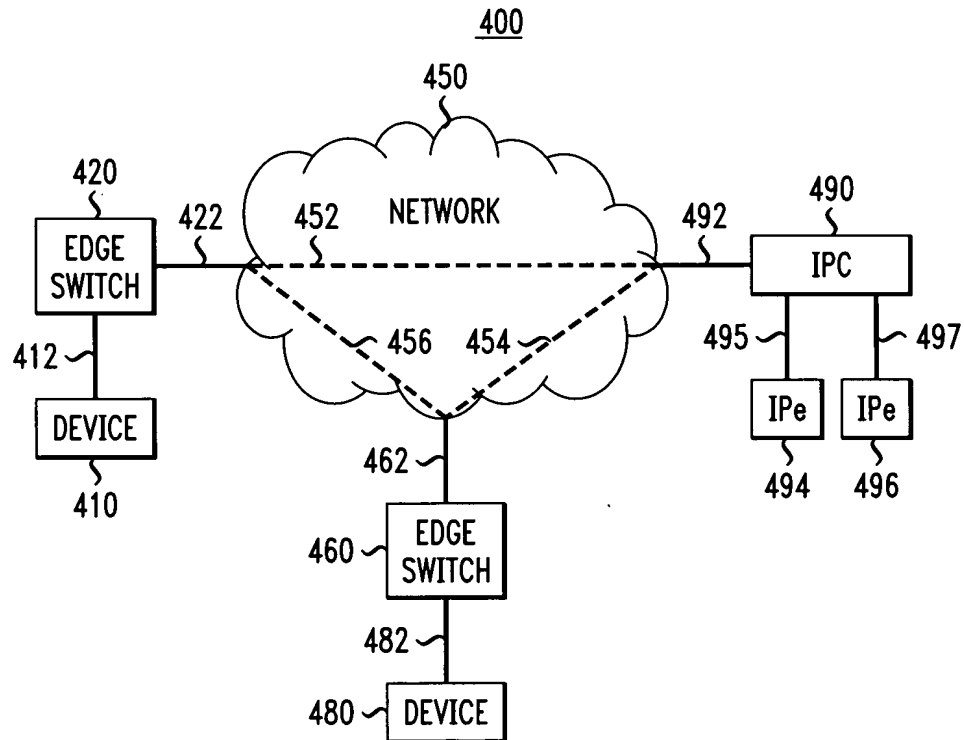 400
450
420
422
NETWORK
452
492
490
EDGE
SWITCH
IPC
412
456
454
495
497
DEVICE
410
IPe
IPe
494
496
462
460
EDGE
SWITCH
482
480
DEVICE